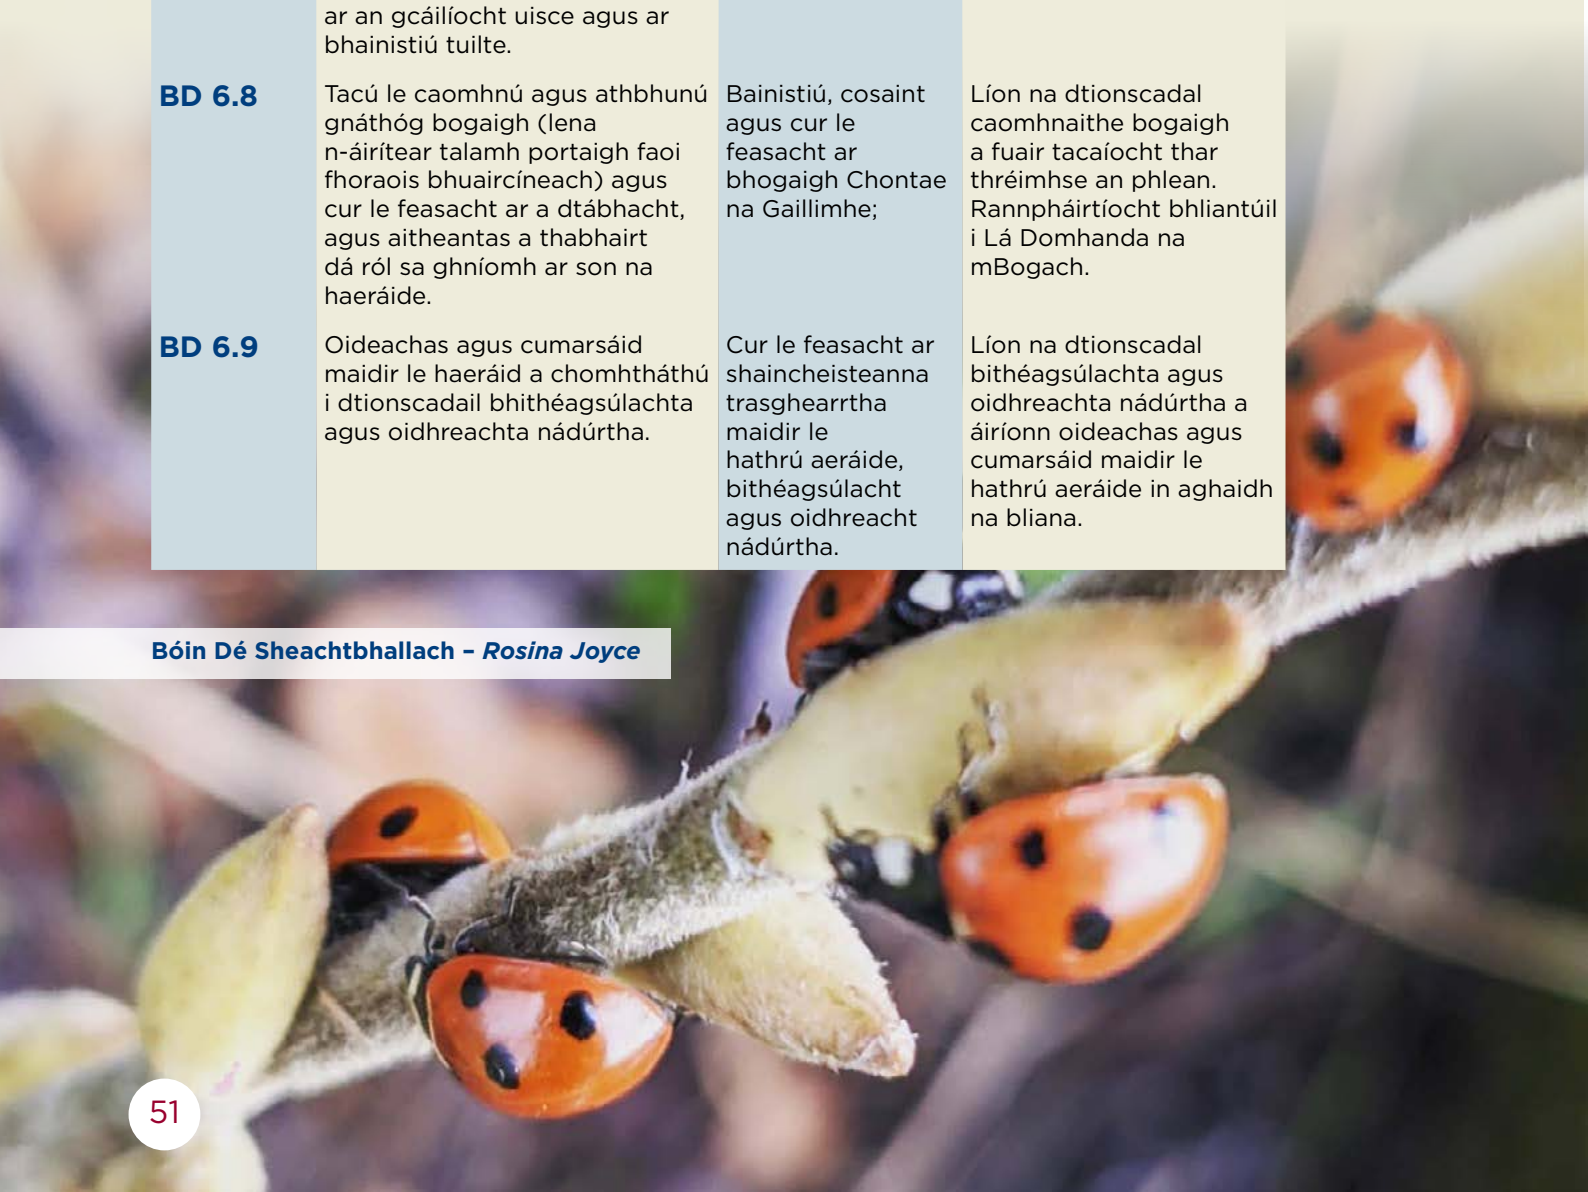 ar an gcáilíocht uisce agus ar
bhainistiú tuilte.
BD 6.8
Tacú le caomhnú agus athbhunú
gnáthóg bogaigh (lena
n-áirítear talamh portaigh faoi
fhoraois bhuaircíneach) agus
cur le feasacht ar a dtábhacht,
agus aitheantas a thabhairt
dá ról sa ghníomh ar son na
haeráide.
Bainistiú, cosaint
agus cur le
feasacht ar
bhogaigh Chontae
na Gaillimhe;
Líon na dtionscadal
caomhnaithe bogaigh
a fuair tacaíocht thar
thréimhse an phlean.
Rannpháirtíocht bhliantúil
i Lá Domhanda na
mBogach.
BD 6.9
Oideachas agus cumarsáid
maidir le haeráid a chomhtháthú
i dtionscadail bhithéagsúlachta
agus oidhreachta nádúrtha.
Cur le feasacht ar
shaincheisteanna
trasghearrtha
maidir le
hathrú aeráide,
bithéagsúlacht
agus oidhreacht
nádúrtha.
Líon na dtionscadal
bithéagsúlachta agus
oidhreachta nádúrtha a
áiríonn oideachas agus
cumarsáid maidir le
hathrú aeráide in aghaidh
na bliana.
Bóin Dé Sheachtbhallach – Rosina Joyce
51